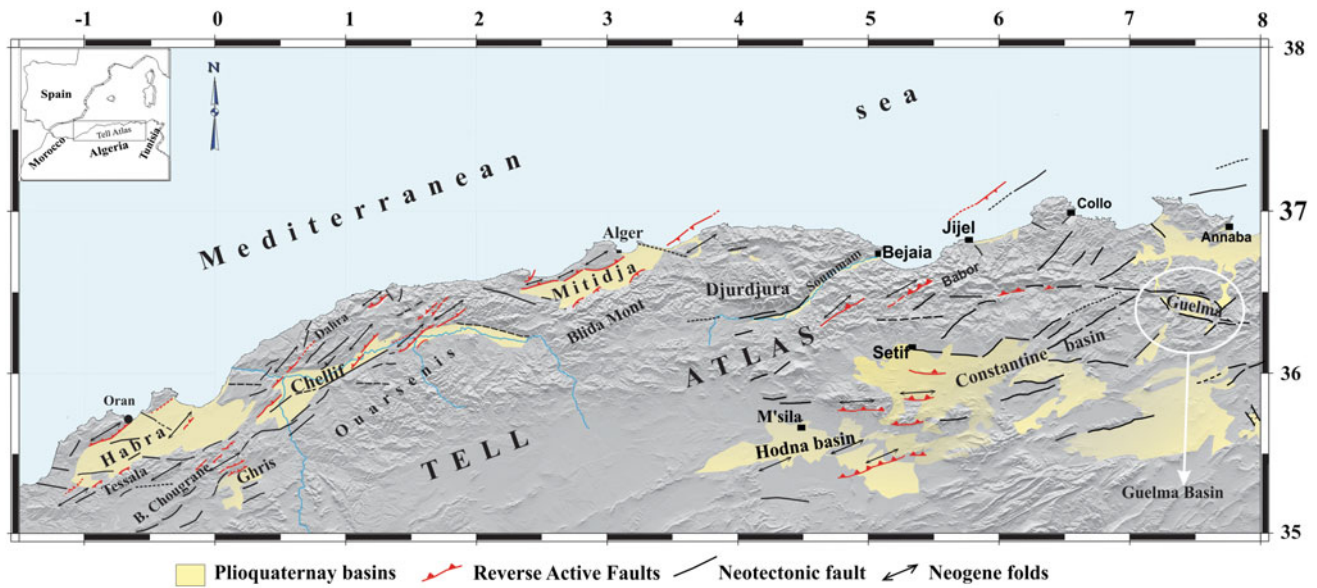 -1 0 1 2 3 4 5 6 7 8
38
N
Spain
Tell Atlas
Morocco
Algeria
Tunisia
sea
Mediterranean
37
Collo
Jijel
Annaba
Alger
Bejaia
Mitidja
Djurdjura
Soummam
Babor
Guelma
Blida Mont
Dahra
ATLAS
Setif
Constantine basin
36
Chellif
Ouarsenis
Oran
M'sila
Habra
TELL
Hodna basin
H
Tessala
B. Chougrane
Ghris
Guelma Basin
35
Plioquaternay basins Reverse Active Faults Neotectonic fault Neogene folds